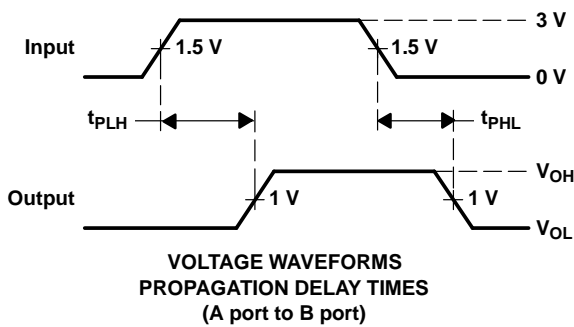 3 V
Input
1.5 V
1.5 V
0 V
tPLH
tPHL
VOH
Output
1 V
1 V
VOL
VOLTAGE WAVEFORMS
PROPAGATION DELAY TIMES
(A port to B port)